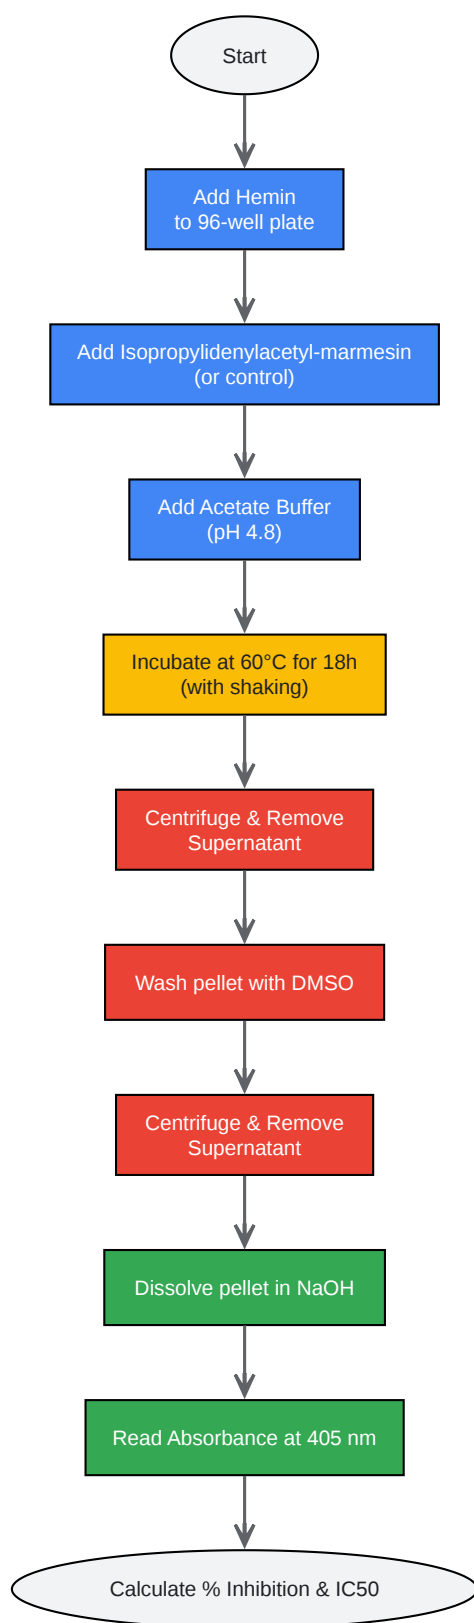 Start
Add Hemin
to 96-well plate
Add Isopropylidenylacetyl-marmesin
(or control)
Add Acetate Buffer
(pH 4.8)
Incubate at 60°C for 18h
(with shaking)
Centrifuge & Remove
Supernatant
Wash pellet with DMSO
Centrifuge & Remove
Supernatant
Dissolve pellet in NaOH
Read Absorbance at 405 nm
Calculate % Inhibition & IC50